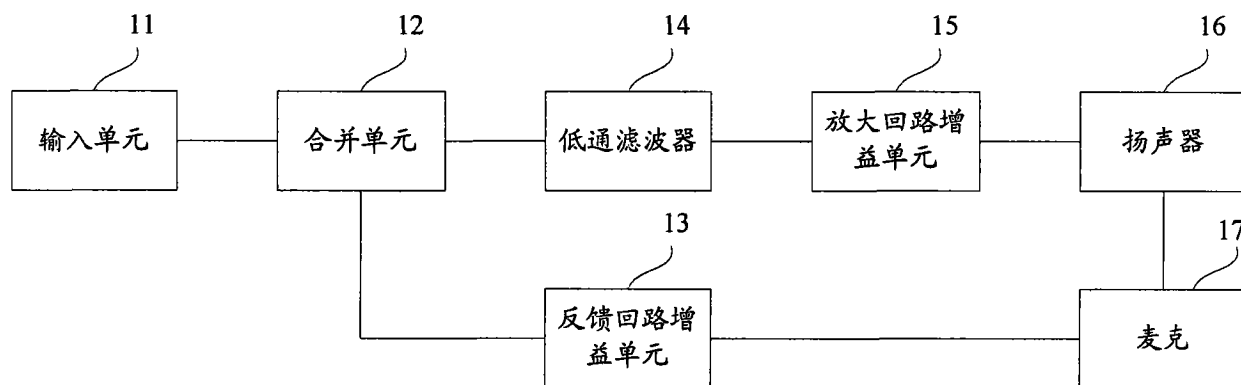 11
12
14
15
16
输入单元
合并单元
低通滤波器
放大回路增
益单元
扬声器
13
17
反馈回路增
益单元
麦克